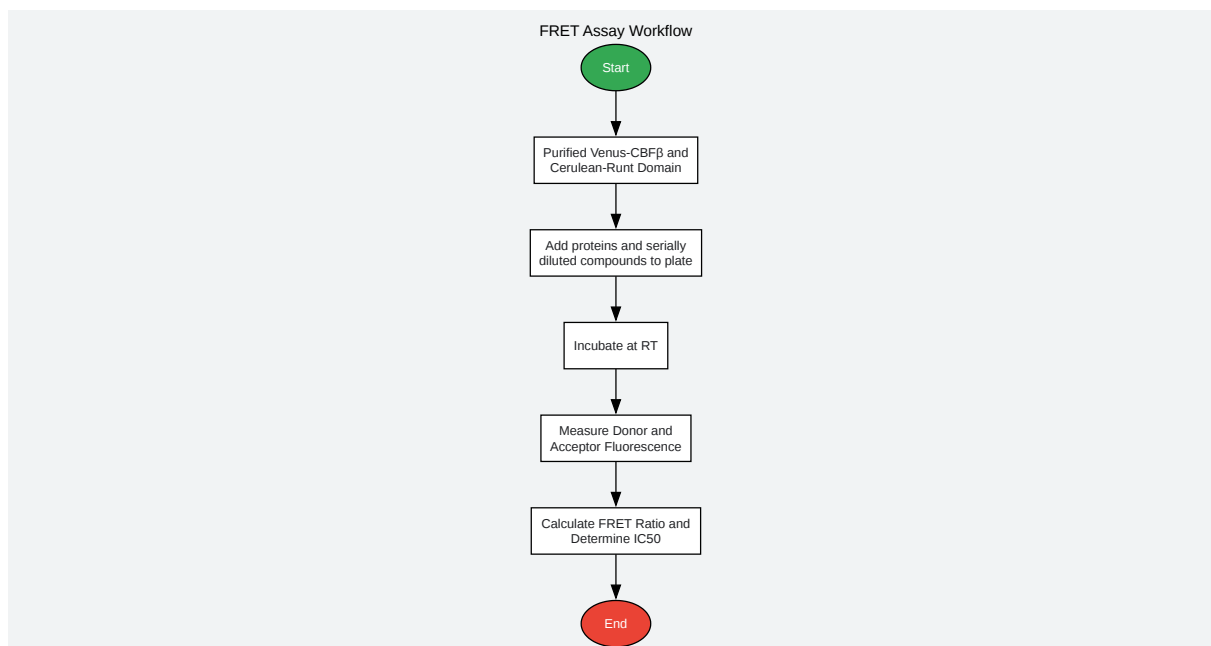 FRET Assay Workflow
Start
Purified Venus-CBFβ and
Cerulean-Runt Domain
Add proteins and serially
diluted compounds to plate
Incubate at RT
Measure Donor and
Acceptor Fluorescence
Calculate FRET Ratio and
Determine IC50
End